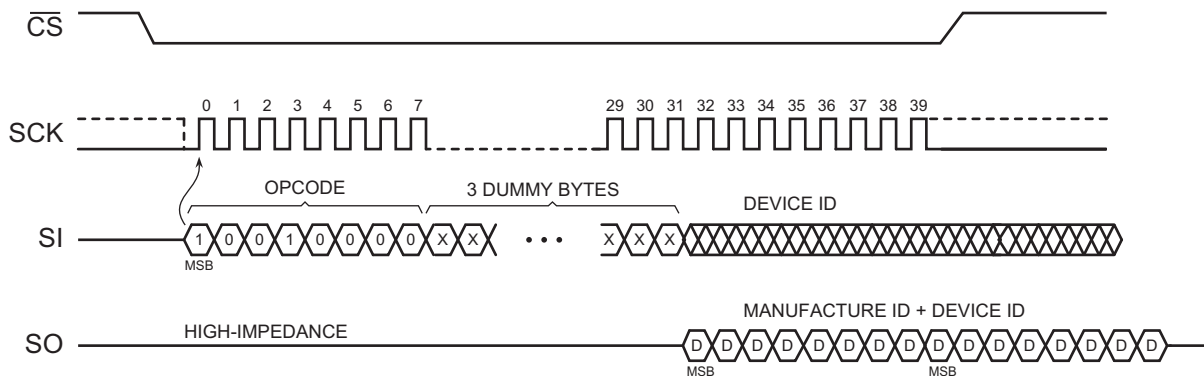 CS
SCK
0 1 2 3 4 5 6 7 29 30 31 32 33 34 35 36 37 38 39
OPCODE
3 DUMMY BYTES
DEVICE ID
SI
1 0 0 1 0 0 0 0 X X • • • X X X
MSB
MANUFACTURE ID + DEVICE ID
HIGH-IMPEDANCE
SO
D D D D D D D D D D D D D D D D
MSB MSB